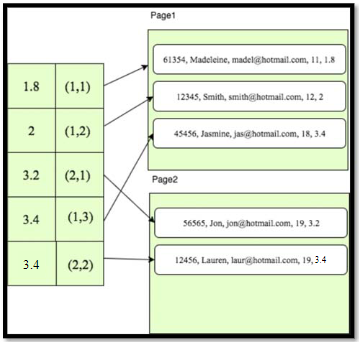 Page1
61354, Madeleine, madel@hotmail.com, 11, 1.8
12345, Smith, smith@hotmail.com, 12, 2
45456, Jasmine, jas@hotmail.com, 18, 3.4
1.8 (1,1)
2 (1,2)
3.2 (2,1)
3.4 (1,3)
3.4 (2,2)
Page2
56565, Jon, jon@hotmail.com, 19, 3.2
12456, Lauren, laur@hotmail.com, 19, 3.4